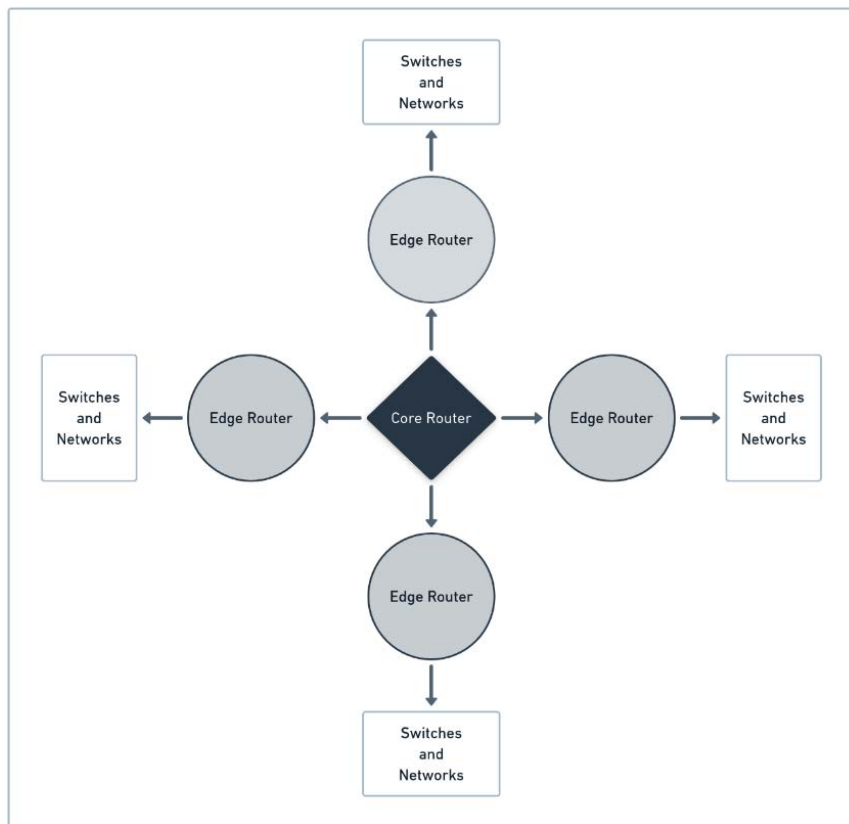 Switches
and
Networks
Edge Router
Switches
and
Networks
Edge Router
Core Router
Edge Router
Switches
and
Networks
Edge Router
Switches
and
Networks